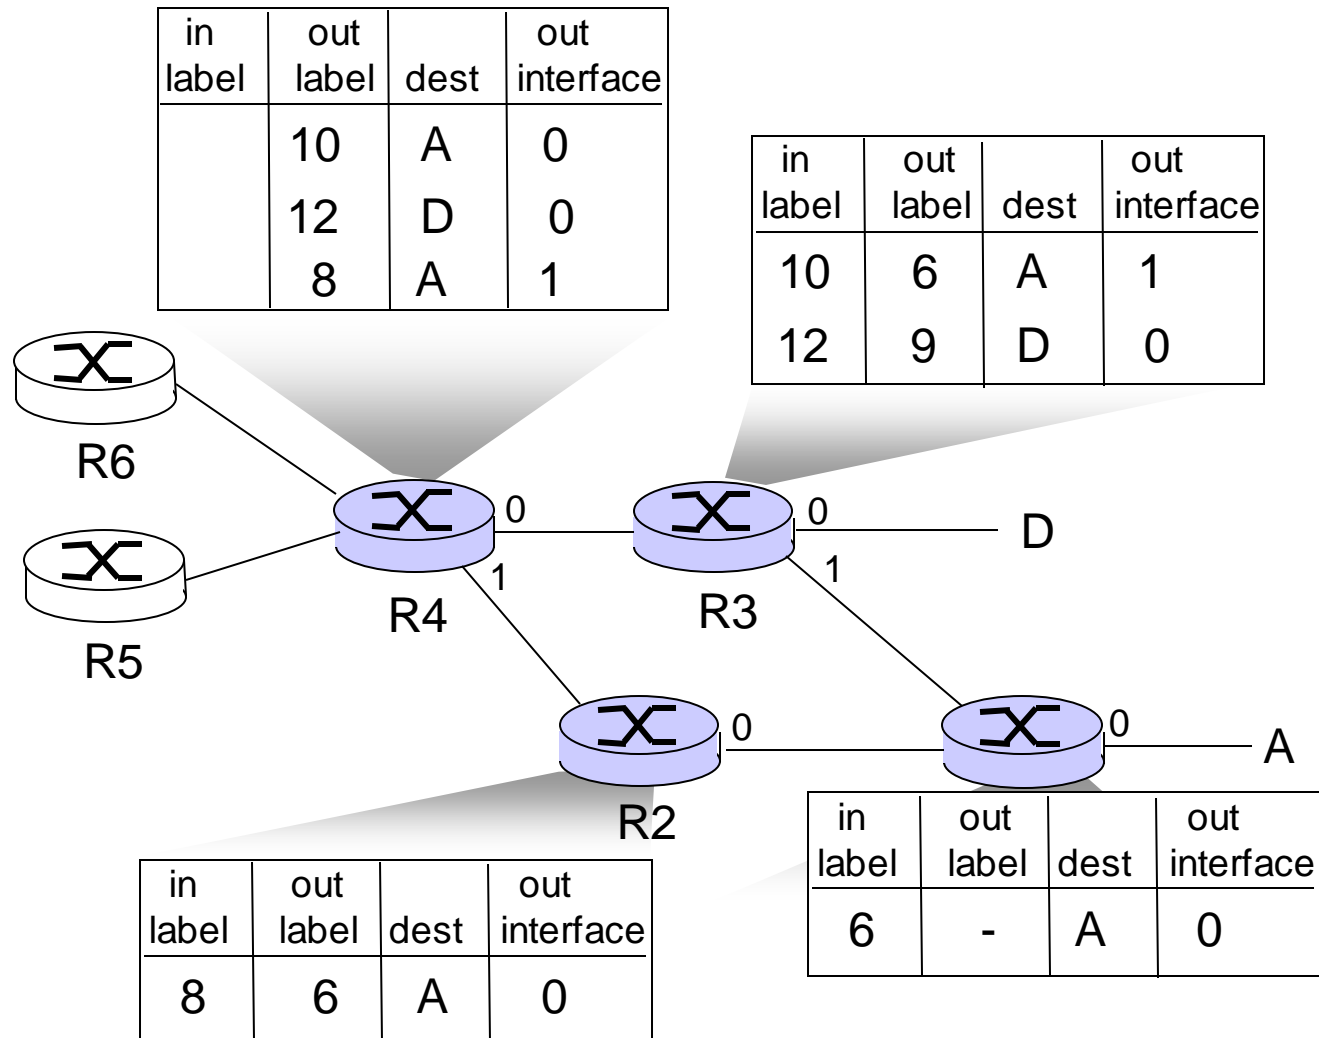 in out out
label label dest interface
10 A 0
12 D 0
8 A 1
in out out
label label dest interface
10 6 A 1
12 9 D 0
R6
0
0
D
1
1
R4
R3
R5
0
0
A
R2
in out out
label label dest interface
6 - A 0
in out out
label label dest interface
8 6 A 0